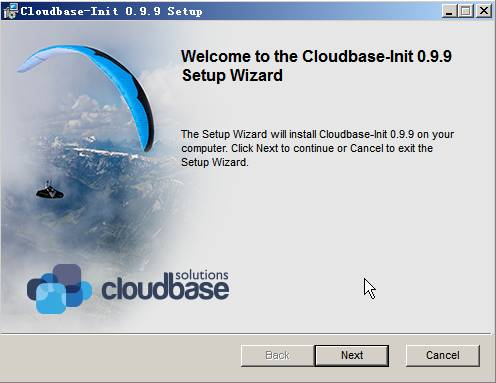 Cloudbase-Init 0.9.9 Setup
Welcome to the Cloudbase-Init 0.9.9
Setup Wizard
The Setup Wizard will install Cloudbase-Init 0.9.9 on your
computer. Click Next to continue or Cancel to exit the
Setup Wizard.
solutions
cloudbase
Back
Next
Cancel